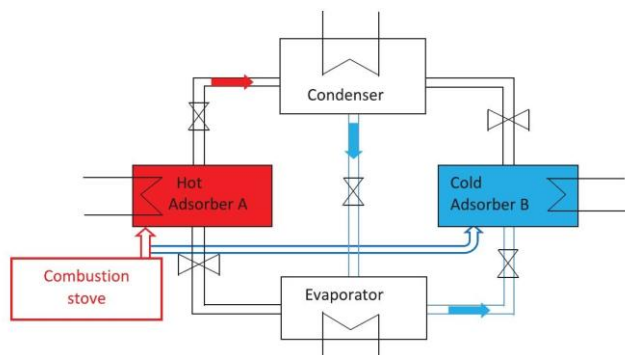 Condenser
Hot
Adsorber A
Cold
Adsorber B
Combustion
stove
Evaporator